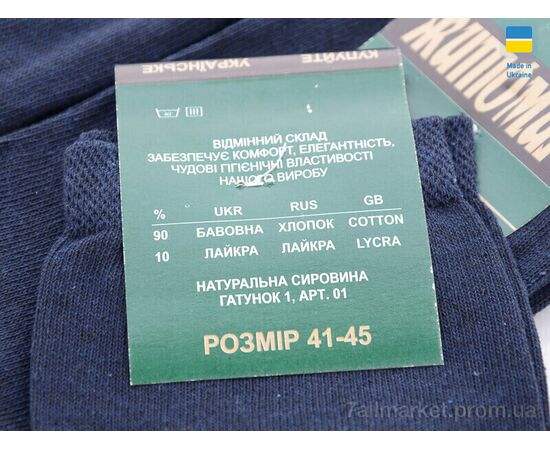 Made in
Ukraine
КУПУЙТЕ
УКРАЇНСЬКЕ
Житомир
ВІДМІННИЙ СКЛАД
ЗАБЕЗПЕЧУЄ КОМФОРТ, ЕЛЕГАНТНІСТЬ,
ЧУДОВІ ГІГІЄНІЧНІ ВЛАСТИВОСТІ
НАШОГО ВИРОБУ
% UKR RUS GB
90 БАВОВНА ХЛОПОК COTTON
10 ЛАЙКРА ЛАЙКРА LYCRA
НАТУРАЛЬНА СИРОВИНА
ҐАТУНОК 1, АРТ. 01
РОЗМІР 41-45
7allmarket.prom.ua